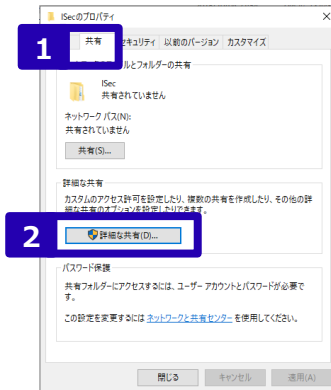 ISecのプロパティ
1
共有
セキュリティ 以前のバージョン カスタマイズ
ルとフォルダーの共有
ISec
共有されていません
ネットワーク パス(N):
共有されていません
共有(S)...
詳細な共有
カスタムのアクセス許可を設定したり、複数の共有を作成したり、その他の詳
細な共有のオプションを設定したりできます。
2
詳細な共有(D)...
パスワード保護
共有フォルダーにアクセスするには、ユーザー アカウントとパスワードが必要で
す。
この設定を変更するには ネットワークと共有センター を使用してください。
閉じる キャンセル 適用(A)